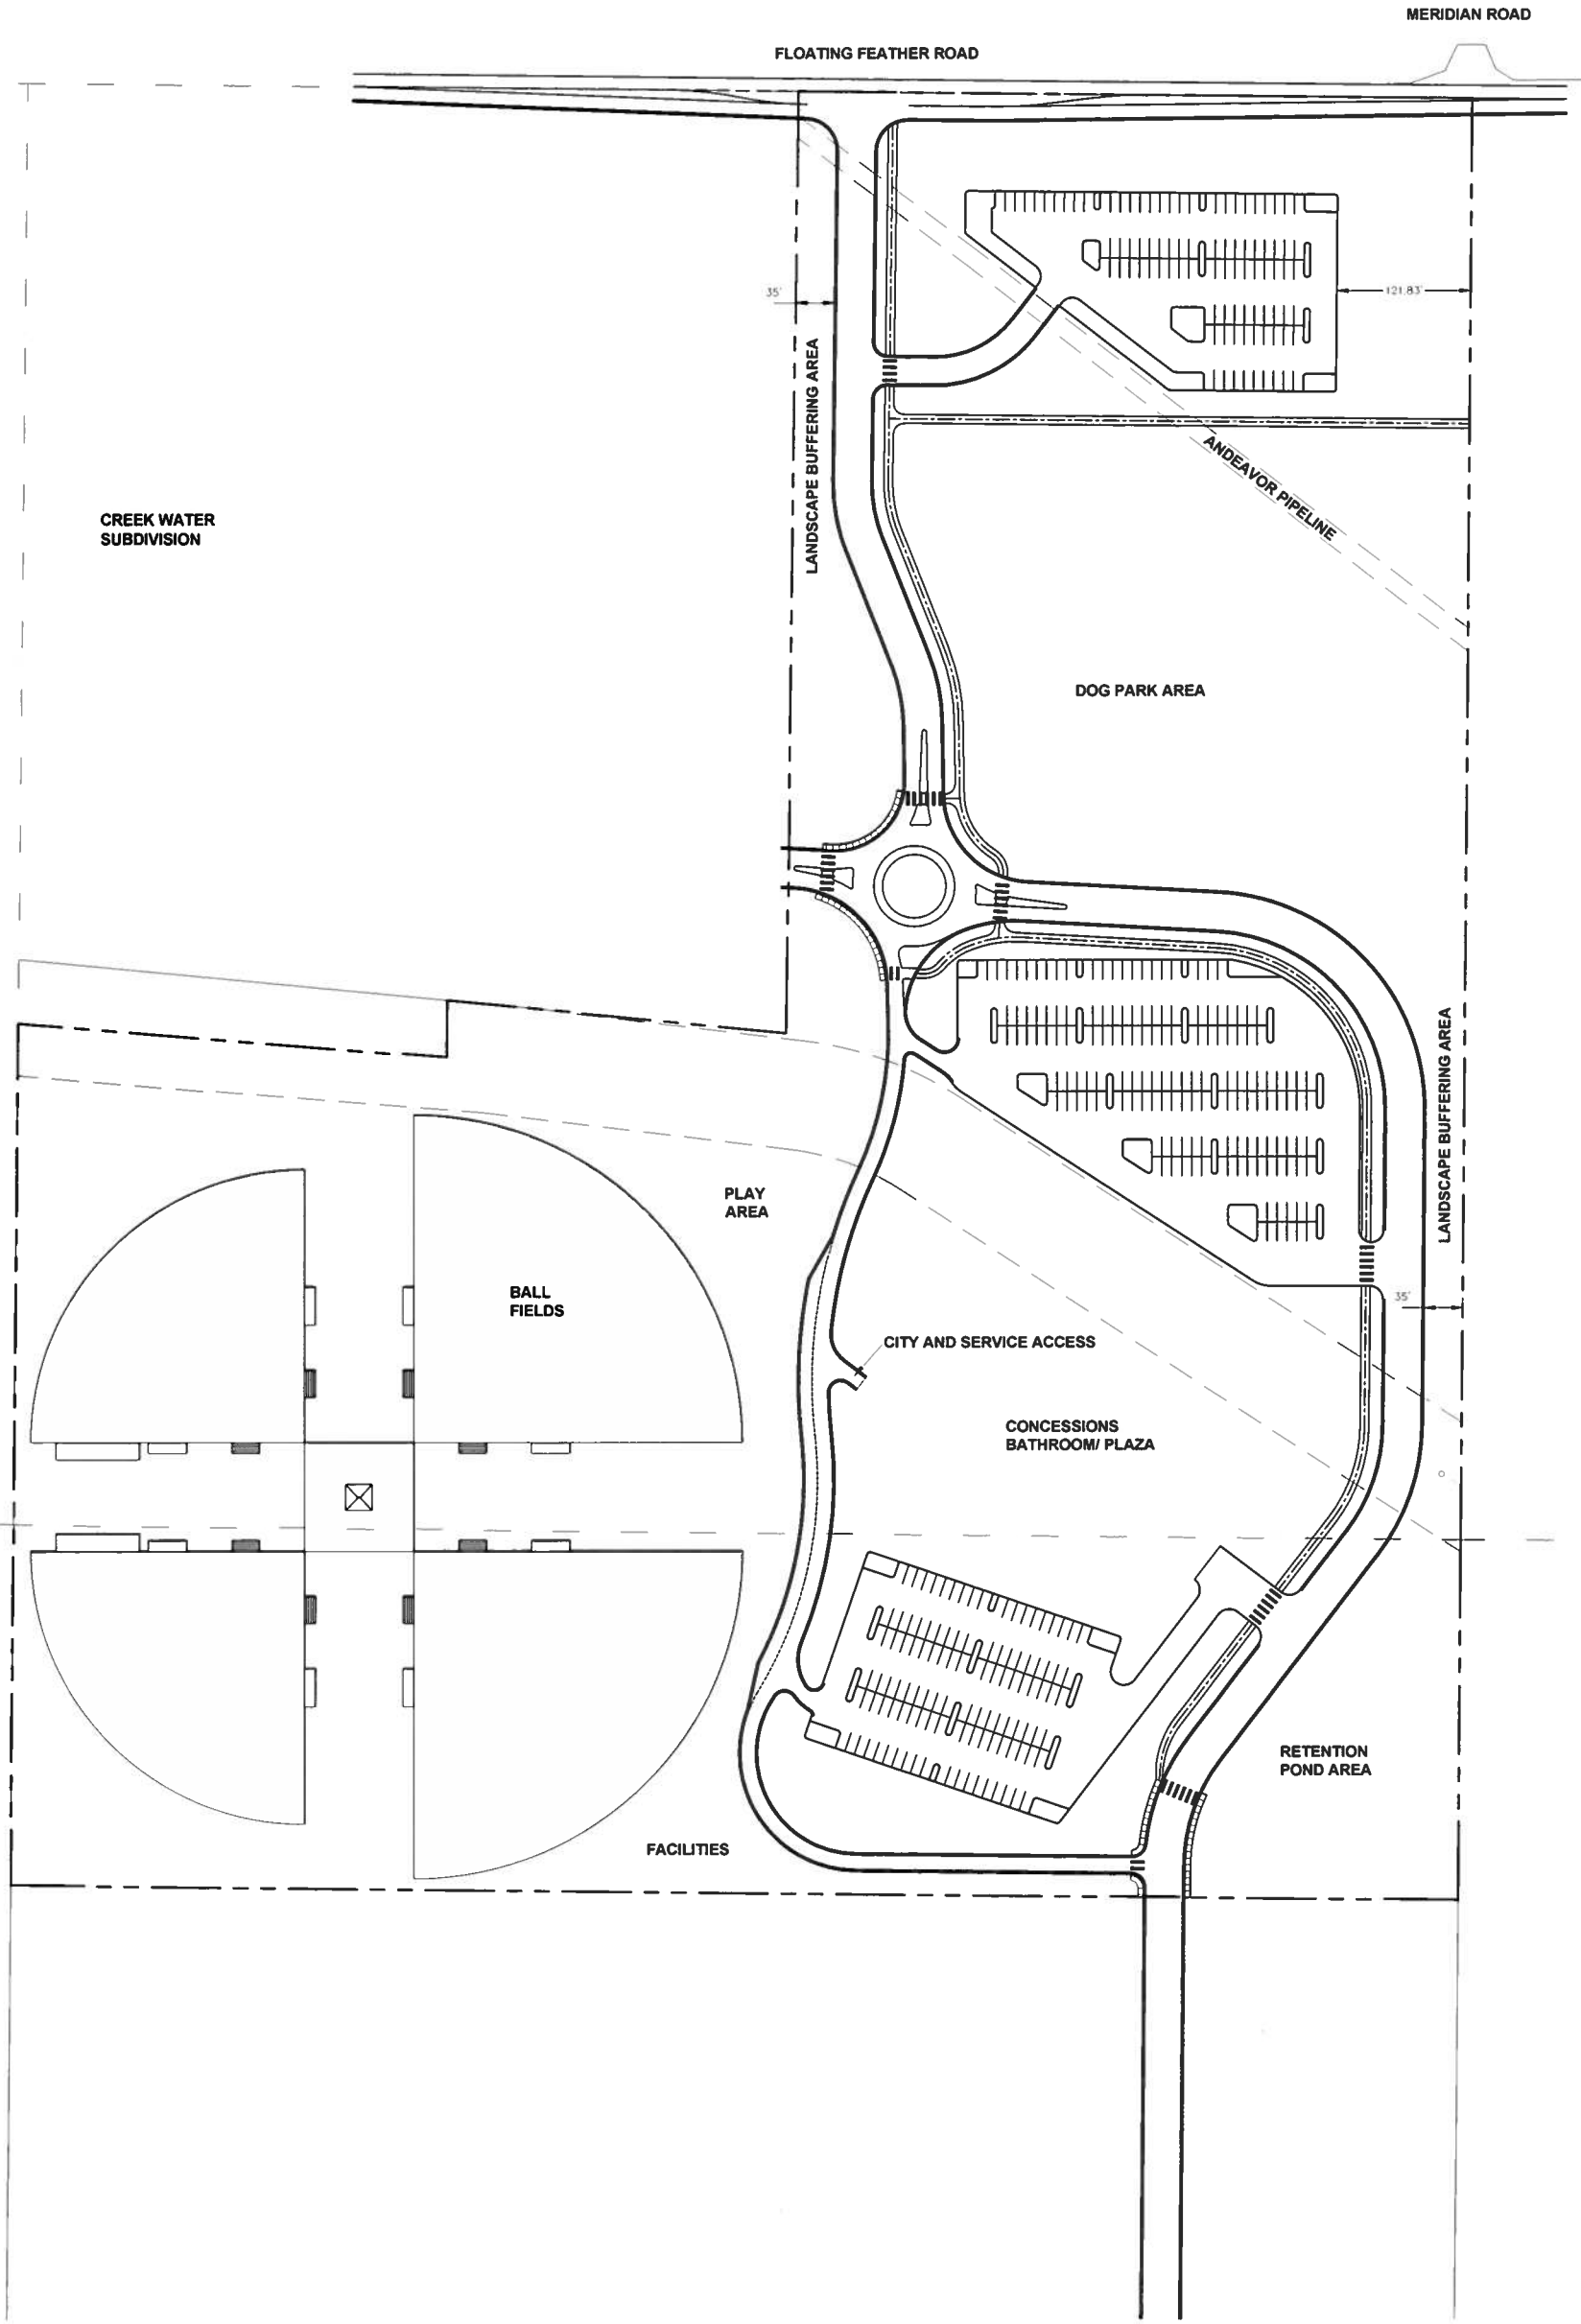 MERIDIAN ROAD
FLOATING FEATHER ROAD
35'
121.83'
LANDSCAPE BUFFERING AREA
ANDEAVOR PIPELINE
CREEK WATER
SUBDIVISION
DOG PARK AREA
LANDSCAPE BUFFERING AREA
PLAY
AREA
BALL
FIELDS
35'
CITY AND SERVICE ACCESS
CONCESSIONS
BATHROOM/ PLAZA
RETENTION
POND AREA
FACILITIES